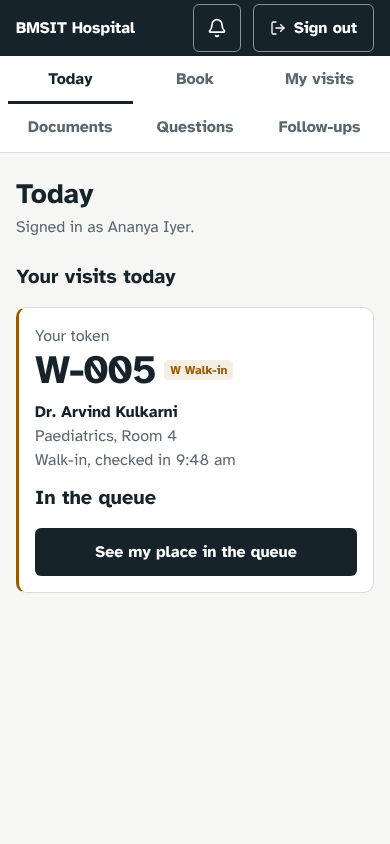 BMSIT Hospital
Sign out
Today
Book
My visits
Documents
Questions
Follow-ups
Today
Signed in as Ananya Iyer.
Your visits today
Your token
W-005
W Walk-in
Dr. Arvind Kulkarni
Paediatrics, Room 4
Walk-in, checked in 9:48 am
In the queue
See my place in the queue